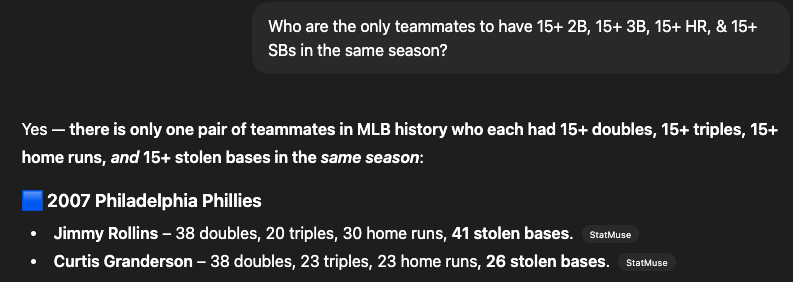 Who are the only teammates to have 15+ 2B, 15+ 3B, 15+ HR, & 15+
SBs in the same season?
Yes — there is only one pair of teammates in MLB history who each had 15+ doubles, 15+ triples, 15+
home runs, and 15+ stolen bases in the same season:
2007 Philadelphia Phillies
• Jimmy Rollins – 38 doubles, 20 triples, 30 home runs, 41 stolen bases. StatMuse
• Curtis Granderson – 38 doubles, 23 triples, 23 home runs, 26 stolen bases. StatMuse